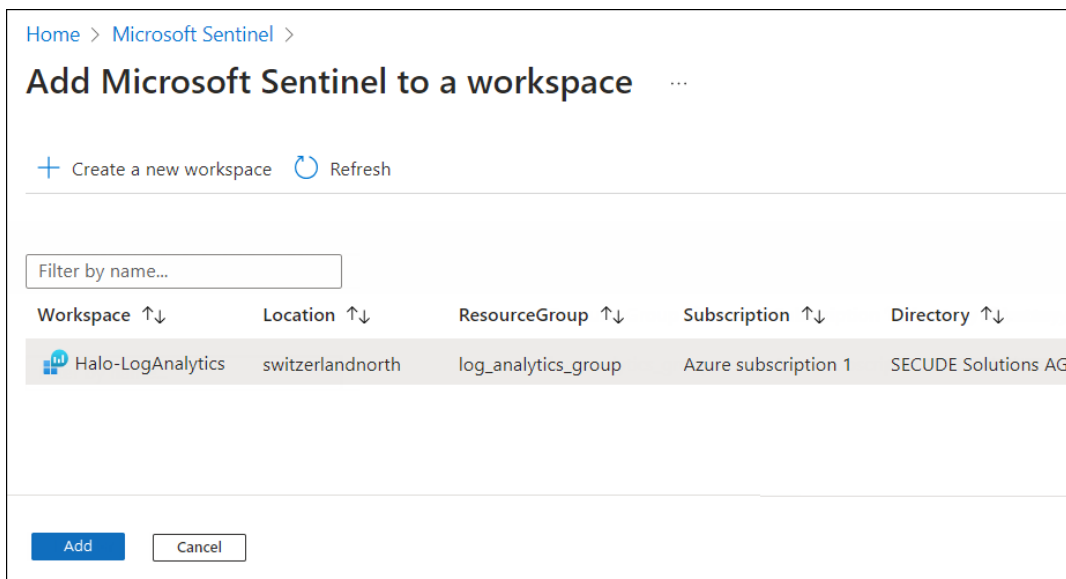 Home > Microsoft Sentinel >
Add Microsoft Sentinel to a workspace ...
+ Create a new workspace Refresh
Filter by name...
Workspace ↑↓ Location ↑↓ ResourceGroup ↑↓ Subscription ↑↓ Directory ↑↓
Halo-LogAnalytics switzerlandnorth log_analytics_group Azure subscription 1 SECUDE Solutions AG
Add Cancel